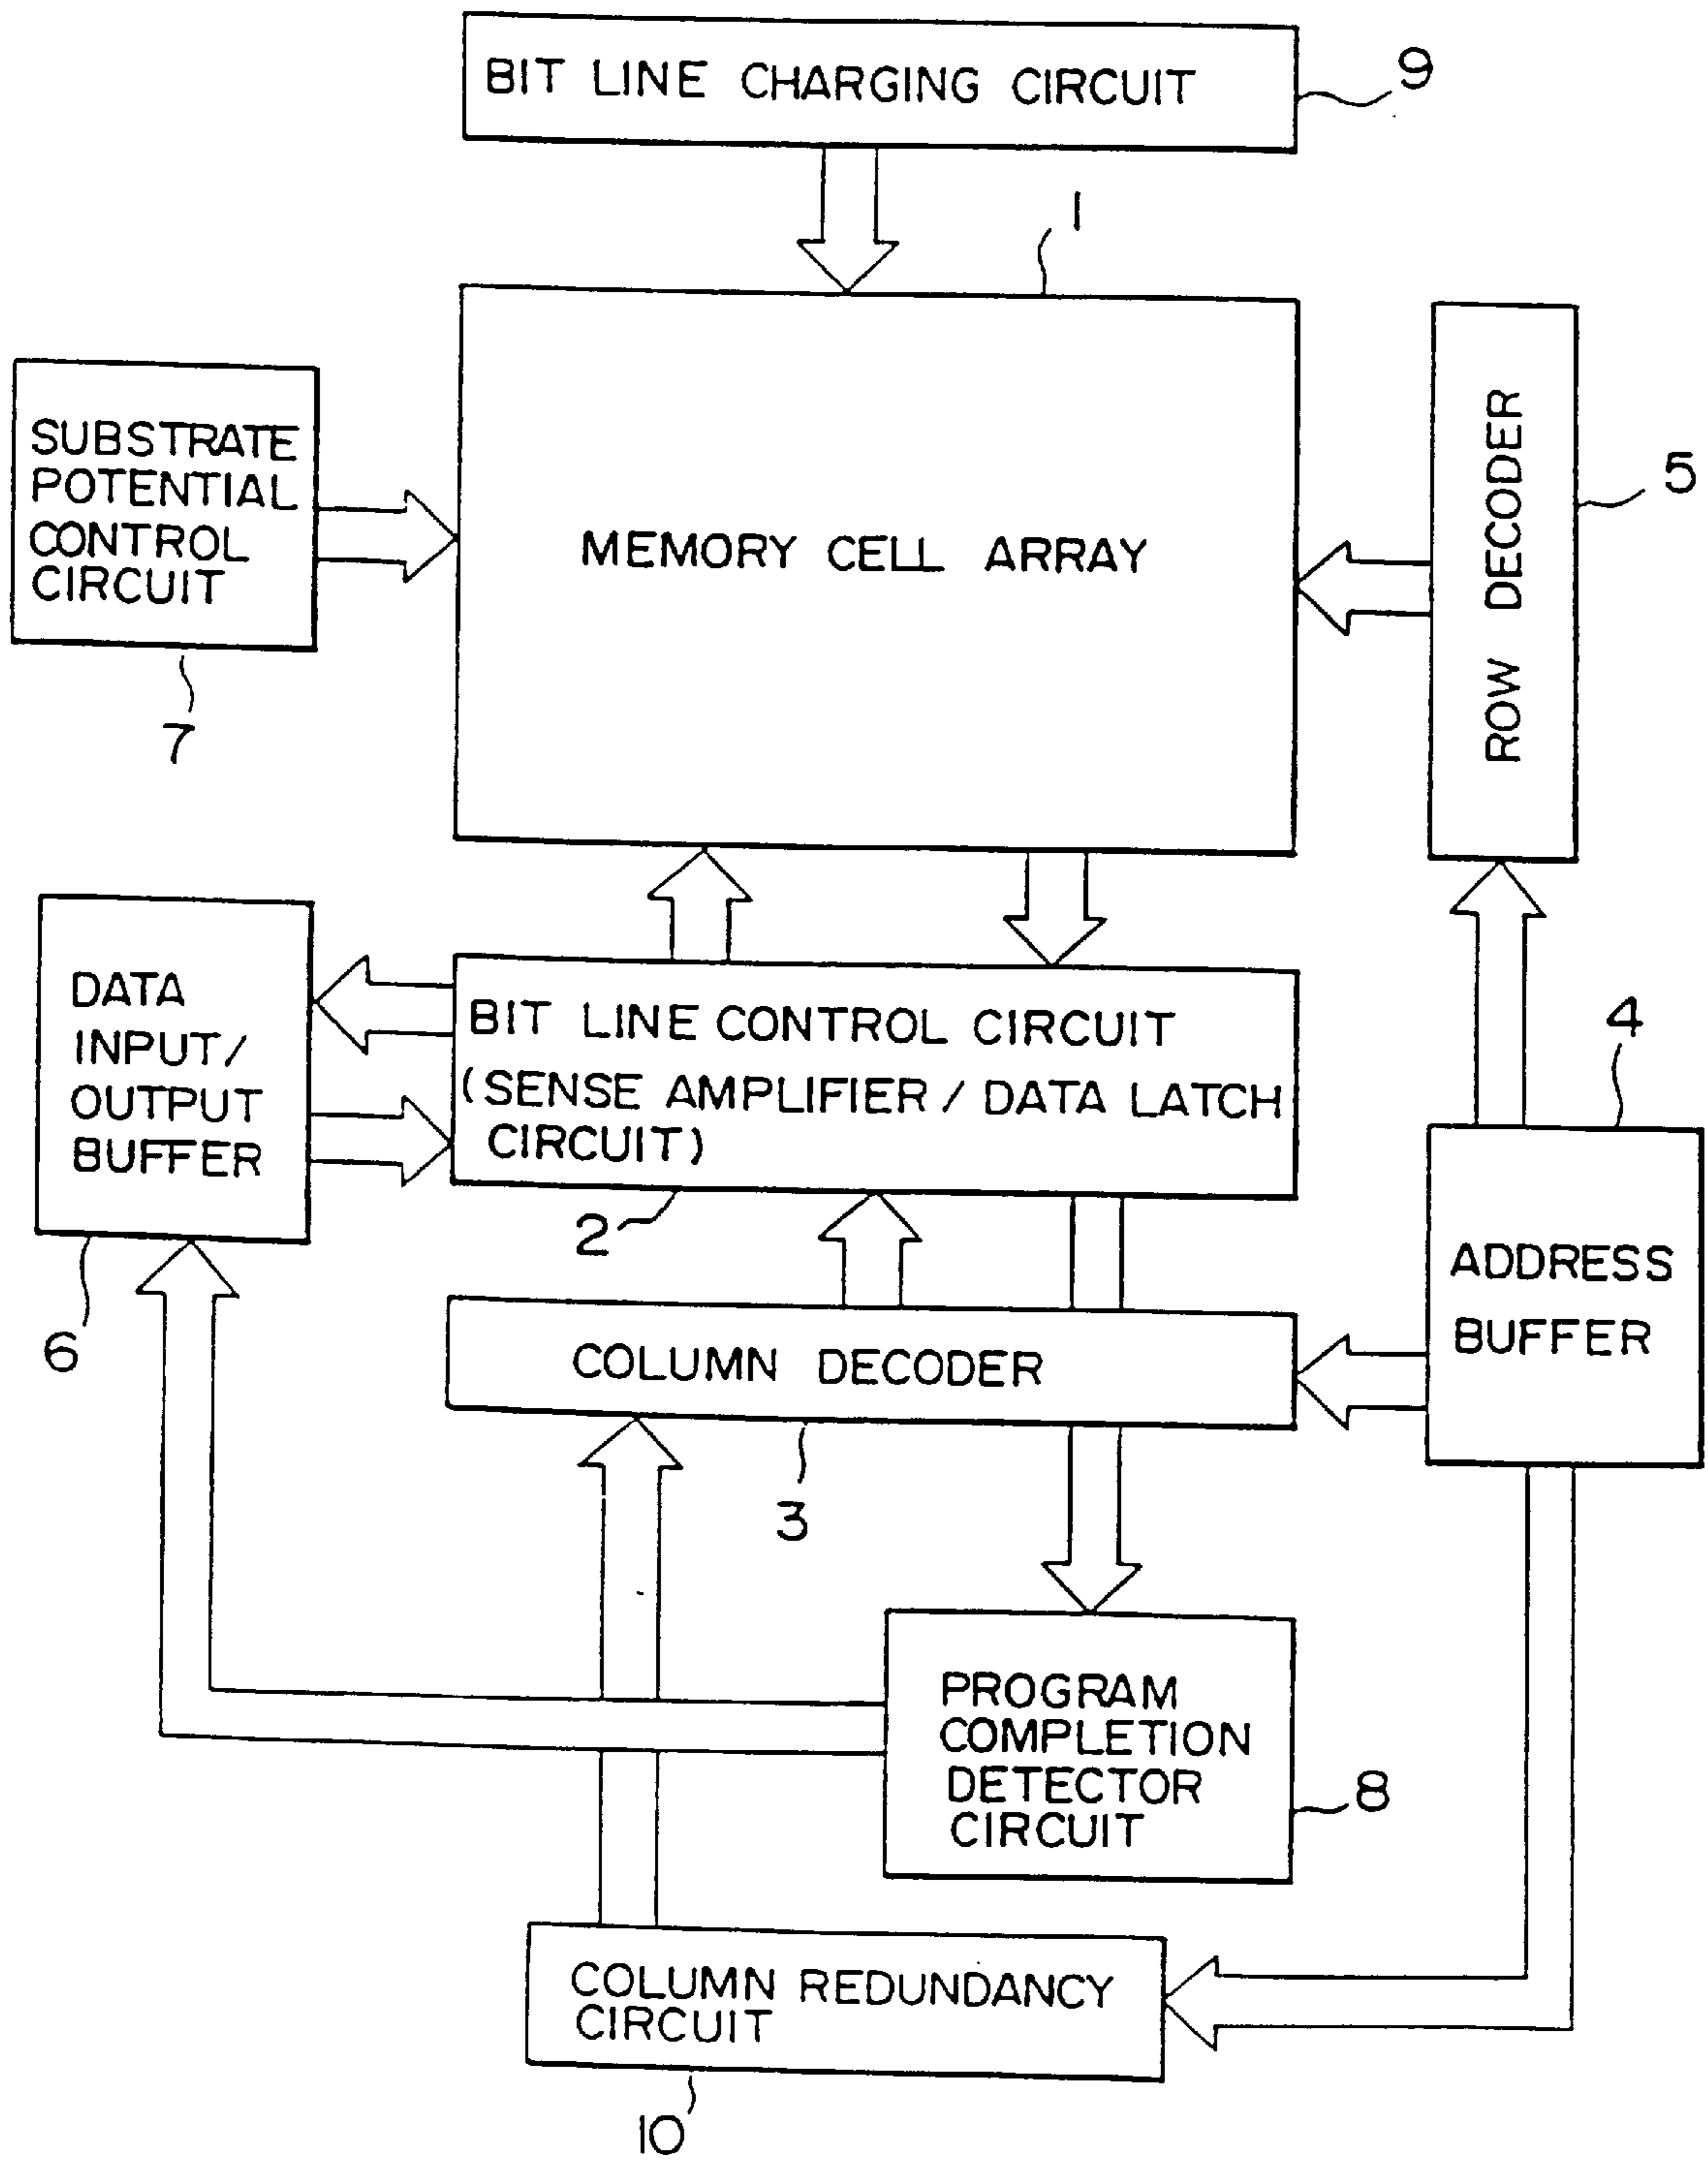 BIT LINE CHARGING CIRCUIT
9
1
SUBSTRATE
POTENTIAL
CONTROL
CIRCUIT
7
MEMORY CELL ARRAY
ROW DECODER
5
DATA
INPUT/
OUTPUT
BUFFER
6
BIT LINE CONTROL CIRCUIT
(SENSE AMPLIFIER/DATA LATCH
CIRCUIT)
2
4
ADDRESS
BUFFER
COLUMN DECODER
3
PROGRAM
COMPLETION
DETECTOR
CIRCUIT
8
COLUMN REDUNDANCY
CIRCUIT
10